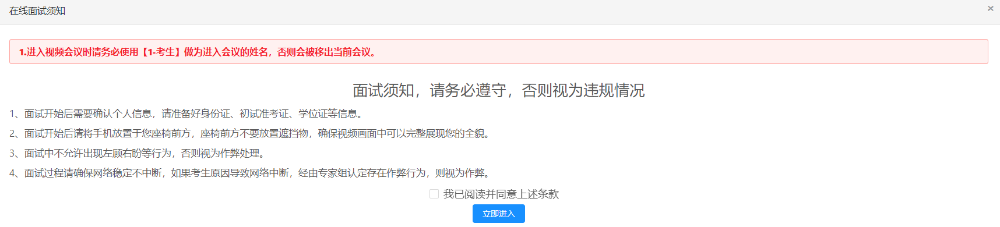 在线面试须知
×
1.进入视频会议时请务必使用【1-考生】做为进入会议的姓名，否则会被移出当前会议。
面试须知，请务必遵守，否则视为违规情况
1、面试开始后需要确认个人信息，请准备好身份证、初试准考证、学位证等信息。
2、面试开始后请将手机放置于您座椅前方，座椅前方不要放置遮挡物，确保视频画面中可以完整展现您的全貌。
3、面试中不允许出现左顾右盼等行为，否则视为作弊处理。
4、面试过程请确保网络稳定不中断，如果考生原因导致网络中断，经由专家组认定存在作弊行为，则视为作弊。
我已阅读并同意上述条款
立即进入